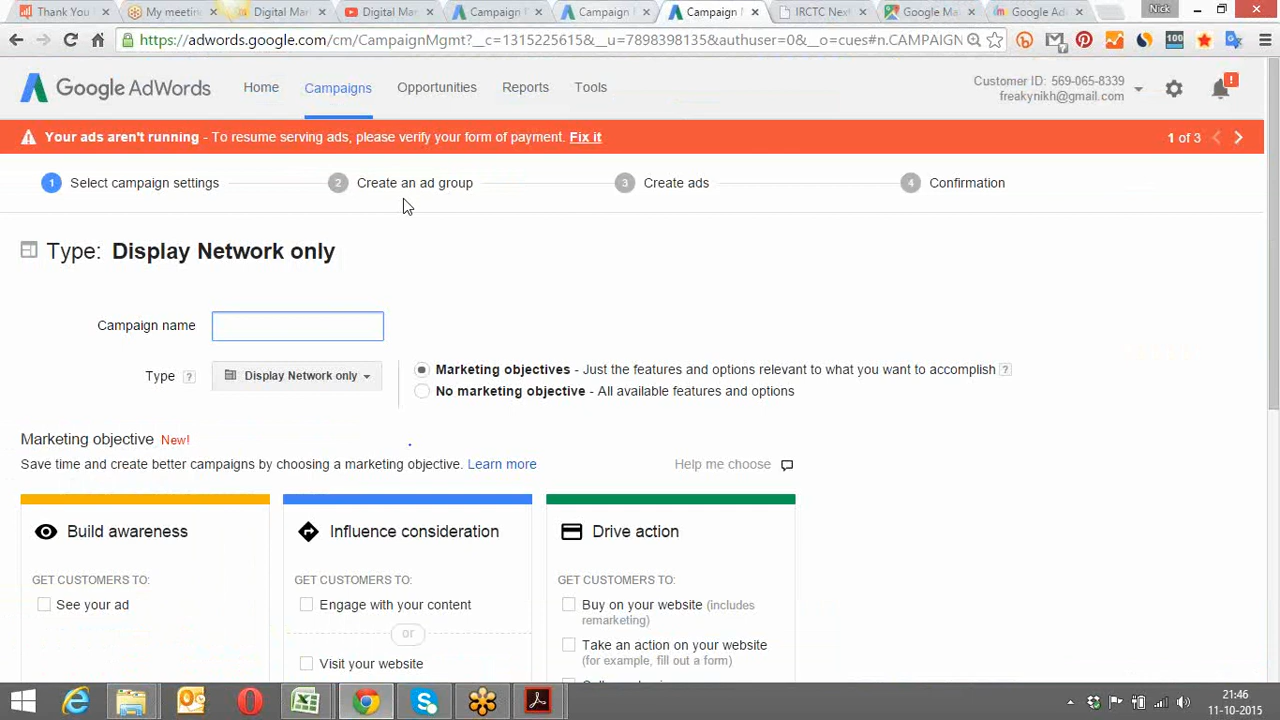 Thank You
My meetin
Digital Mar
Digital Ma
Campaign
Campaign
Campaign
IRCTC Next
Google Ma
Google Ad
Nick
https://adwords.google.com/cm/CampaignMgmt?__c=1315225615&__u=7898398135&authuser=0&__o=cues#n.CAMPAIGN
100
Google AdWords
Home
Campaigns
Opportunities
Reports
Tools
Customer ID: 569-065-8339
freakynikh@gmail.com
!
Your ads aren't running - To resume serving ads, please verify your form of payment. Fix it
1 of 3
1 Select campaign settings
2 Create an ad group
3 Create ads
4 Confirmation
Type: Display Network only
Campaign name
Type ?
Display Network only
Marketing objectives - Just the features and options relevant to what you want to accomplish ?
No marketing objective - All available features and options
Marketing objective New!
Save time and create better campaigns by choosing a marketing objective. Learn more
Help me choose
Build awareness
GET CUSTOMERS TO:
See your ad
Influence consideration
GET CUSTOMERS TO:
Engage with your content
or
Visit your website
Drive action
GET CUSTOMERS TO:
Buy on your website (includes
remarketing)
Take an action on your website
(for example, fill out a form)
21:46
11-10-2015